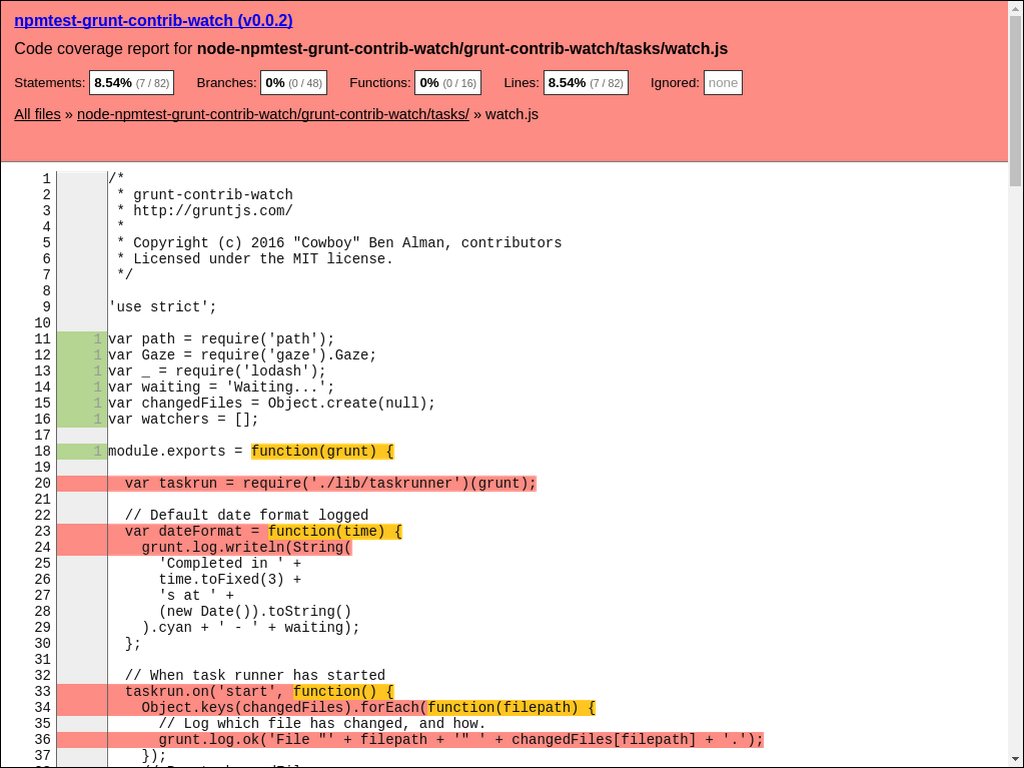 npmtest-grunt-contrib-watch (v0.0.2)
Code coverage report for node-npmtest-grunt-contrib-watch/grunt-contrib-watch/tasks/watch.js
Statements: 8.54% (7 / 82) Branches: 0% (0 / 48) Functions: 0% (0 / 16) Lines: 8.54% (7 / 82) Ignored: none
All files » node-npmtest-grunt-contrib-watch/grunt-contrib-watch/tasks/ » watch.js
1 /*
2  * grunt-contrib-watch
3  * http://gruntjs.com/
4  *
5  * Copyright (c) 2016 "Cowboy" Ben Alman, contributors
6  * Licensed under the MIT license.
7  */
8
9 'use strict';
10
11 1 var path = require('path');
12 1 var Gaze = require('gaze').Gaze;
13 1 var _ = require('lodash');
14 1 var waiting = 'Waiting...';
15 1 var changedFiles = Object.create(null);
16 1 var watchers = [];
17
18 1 module.exports = function(grunt) {
19
20   var taskrun = require('./lib/taskrunner')(grunt);
21
22   // Default date format logged
23   var dateFormat = function(time) {
24     grunt.log.writeln(String(
25       'Completed in ' +
26       time.toFixed(3) +
27       's at ' +
28       (new Date()).toString()
29     ).cyan + ' - ' + waiting);
30   };
31
32   // When task runner has started
33   taskrun.on('start', function() {
34     Object.keys(changedFiles).forEach(function(filepath) {
35       // Log which file has changed, and how.
36       grunt.log.ok('File "' + filepath + '" ' + changedFiles[filepath] + '.');
37     });